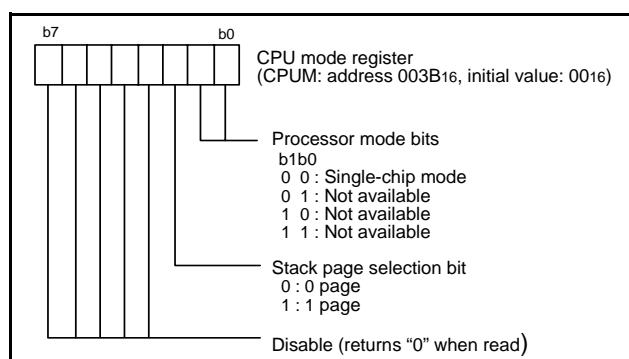 b7 b0
CPU mode register
(CPUM: address 003B16, initial value: 0016)
Processor mode bits
b1b0
0 0 : Single-chip mode
0 1 : Not available
1 0 : Not available
1 1 : Not available
Stack page selection bit
0 : 0 page
1 : 1 page
Disable (returns “0” when read)